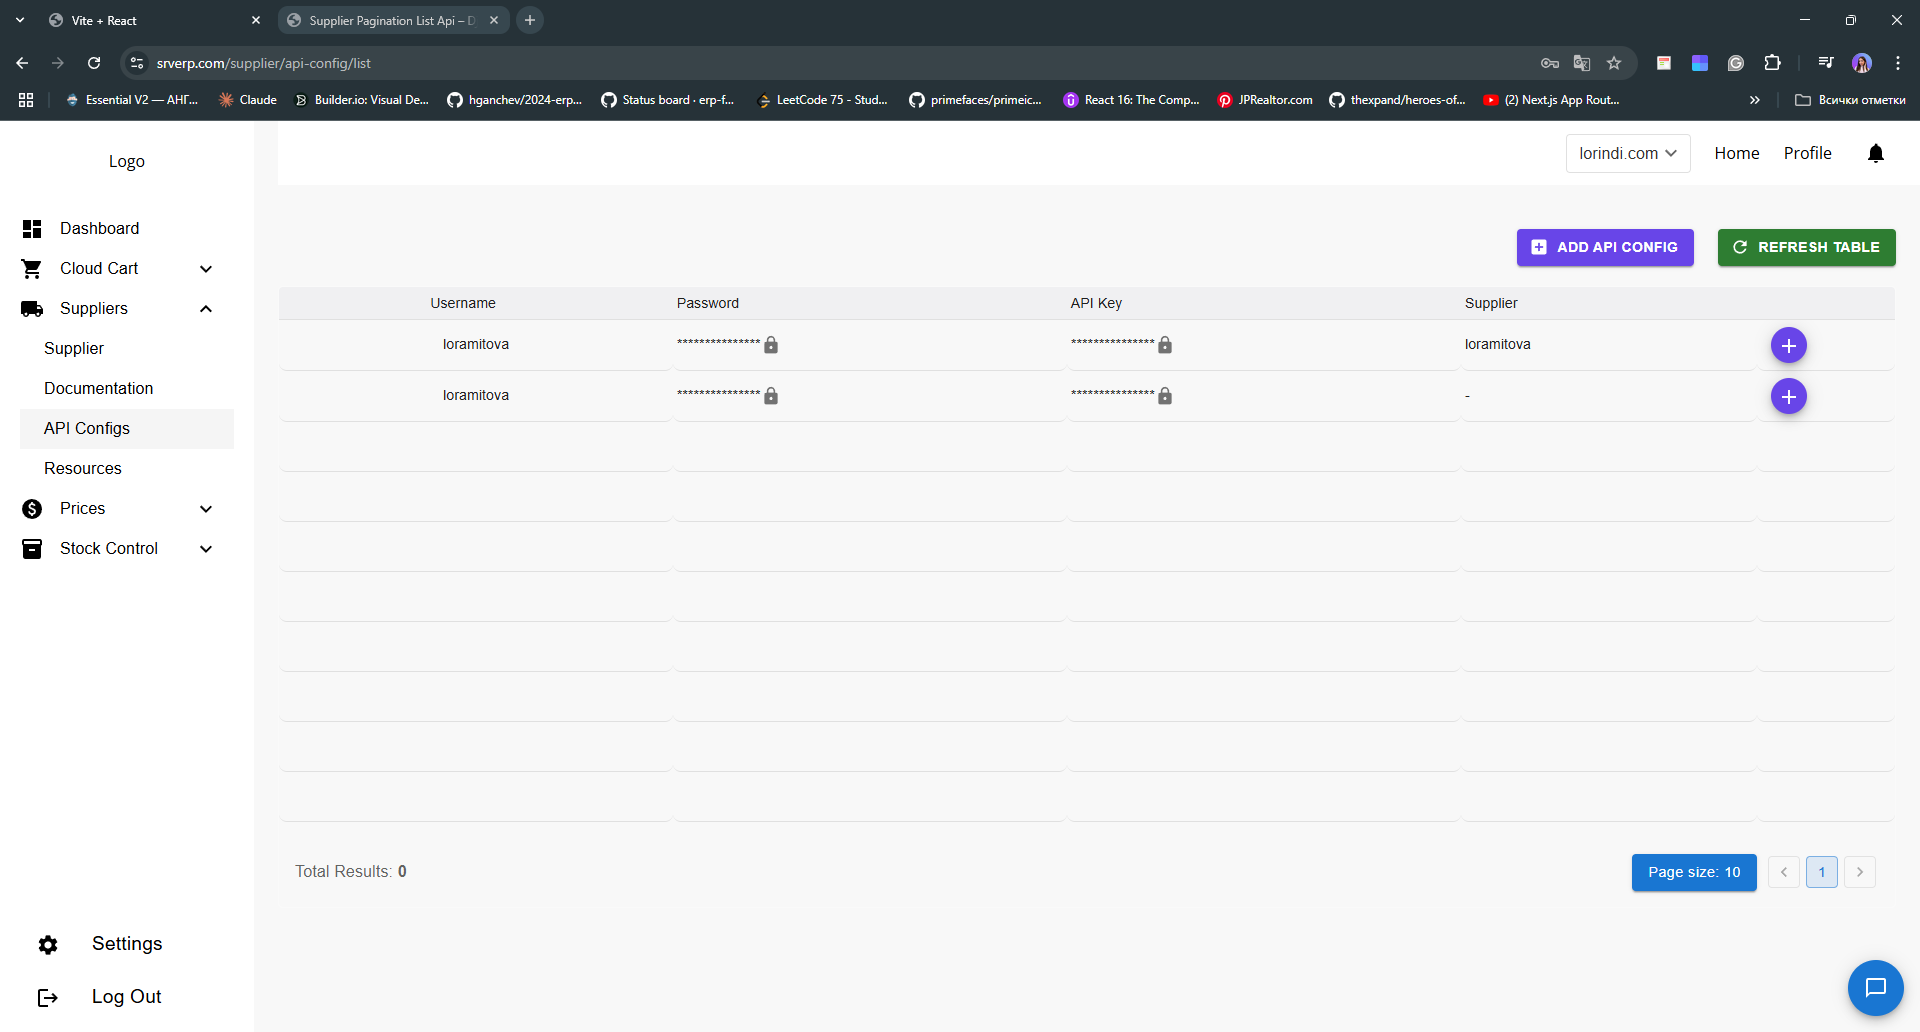 Vite + React
Supplier Pagination List Api – D
srverp.com/supplier/api-config/list
Essential V2 — АНГ...
Claude
Builder.io: Visual De...
hganchev/2024-erp...
Status board · erp-f...
LeetCode 75 - Stud...
primefaces/primeic...
React 16: The Comp...
JPRealtor.com
thexpand/heroes-of...
(2) Next.js App Rout...
»
Всички отметки
Logo
lorindi.com
Home
Profile
Dashboard
Cloud Cart
Suppliers
Supplier
Documentation
API Configs
Resources
Prices
Stock Control
Settings
Log Out
ADD API CONFIG
REFRESH TABLE
Username Password API Key Supplier
loramitova *************** *************** loramitova
loramitova *************** *************** -
Total Results: 0
Page size: 10
1